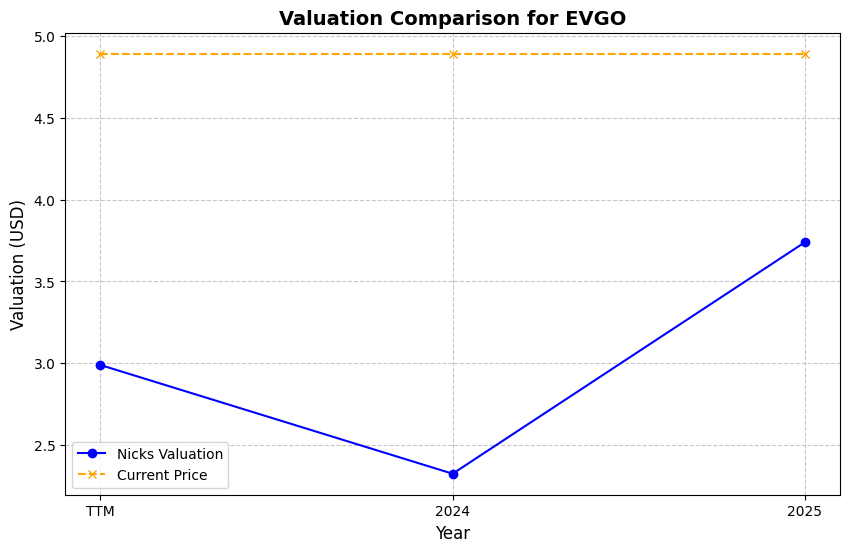 Valuation Comparison for EVGO
Valuation (USD)
5.0
4.5
4.0
3.5
3.0
2.5
Nicks Valuation
Current Price
TTM
2024
2025
Year